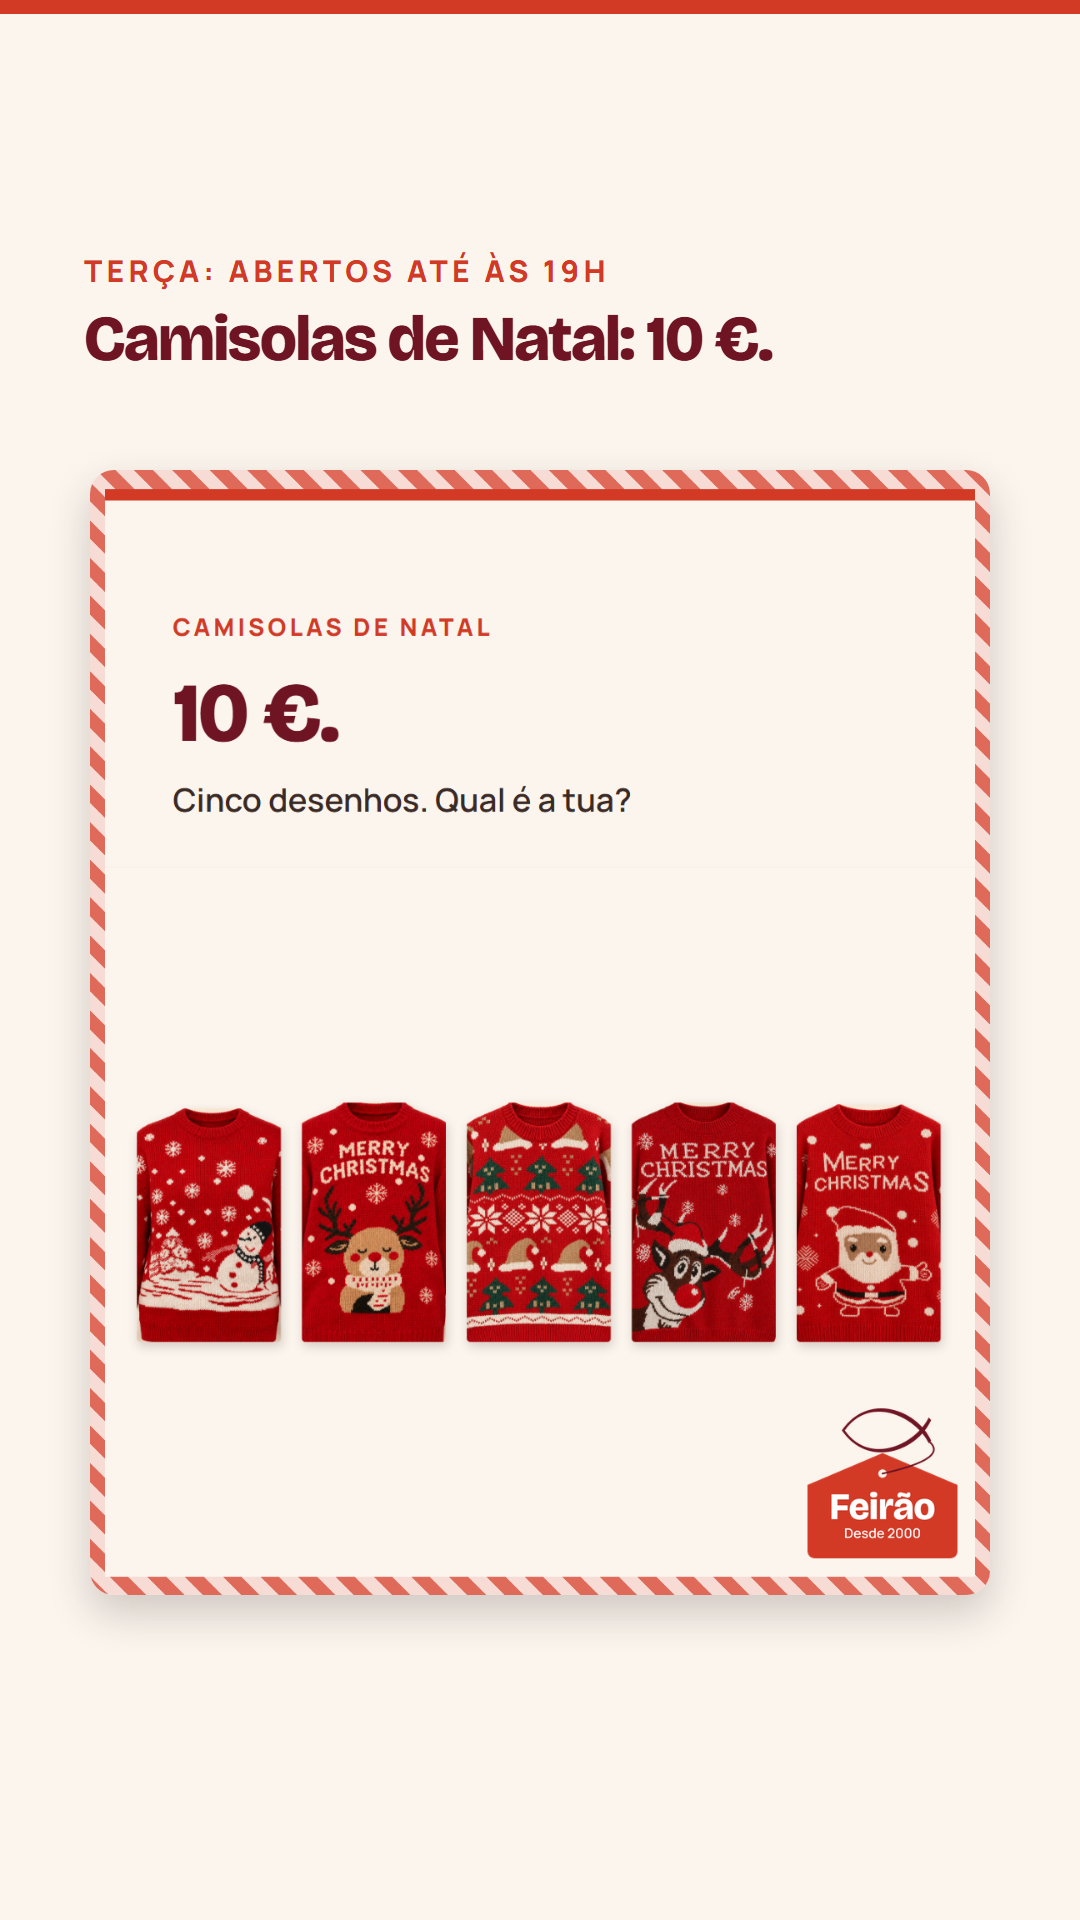 TERÇA: ABERTOS ATÉ ÀS 19H
Camisolas de Natal: 10 €.
CAMISOLAS DE NATAL
10 €.
Cinco desenhos. Qual é a tua?
MERRY
CHRISTMAS
MERRY
CHRISTMAS
MERRY
CHRISTMAS
Feirão
Desde 2000